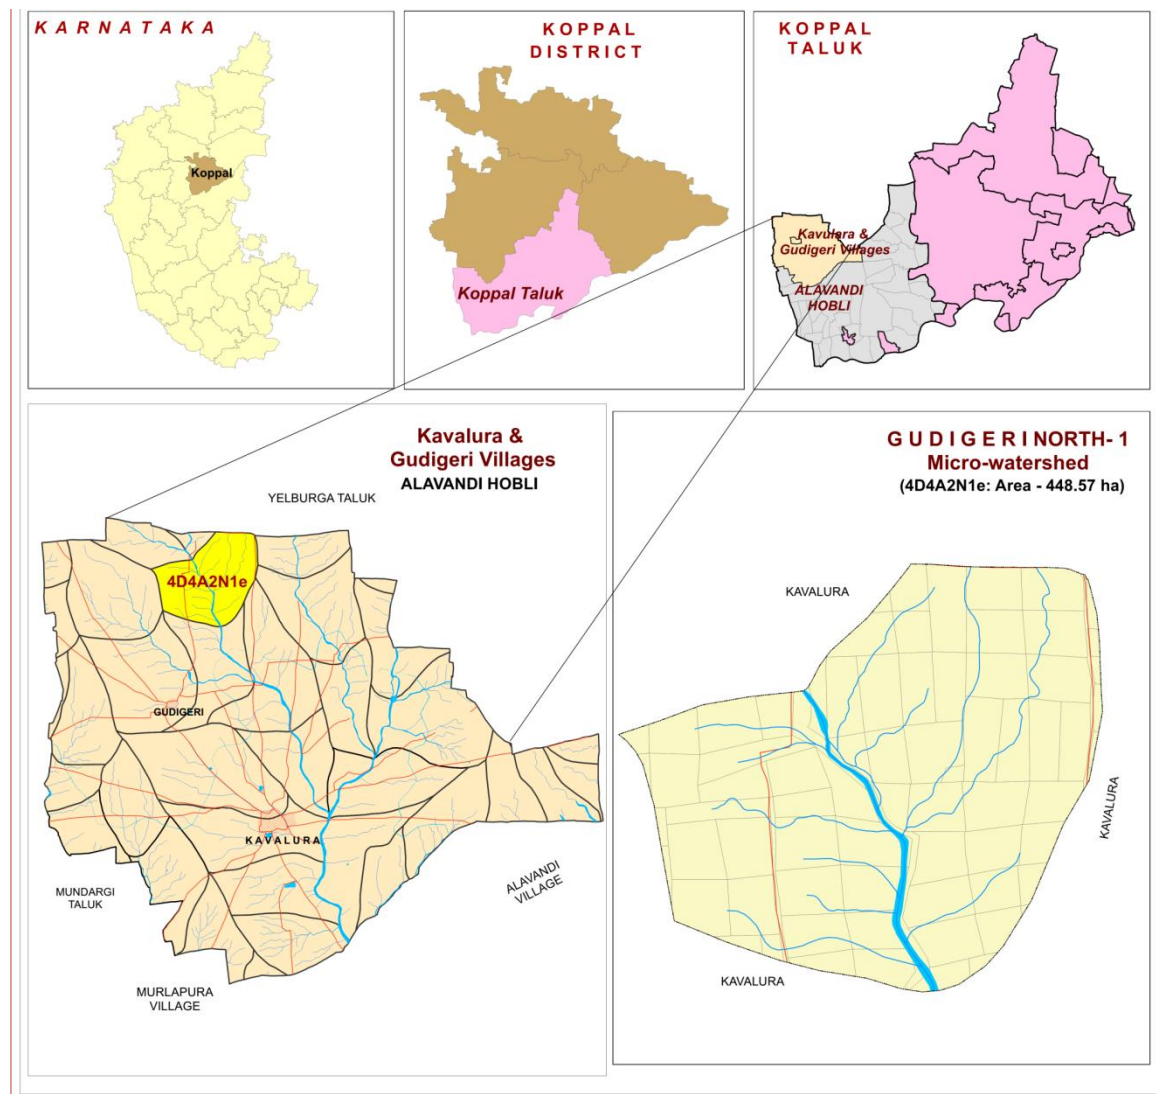 KARNATAKA
Koppal
KOPPAL
DISTRICT
Koppal Taluk
KOPPAL
TALUK
Kavulara &
Gudigeri Villages
ALAVANDI
HOBLI
Kavalura &
Gudigeri Villages
ALAVANDI HOBLI
YELBURGA TALUK
4D4A2N1e
GUDIGERI
KAVALURA
MUNDARGI
TALUK
ALAVANDI
VILLAGE
MURLAPURA
VILLAGE
GUDIGERI NORTH-1
Micro-watershed
(4D4A2N1e: Area - 448.57 ha)
KAVALURA
KAVALURA
KAVALURA